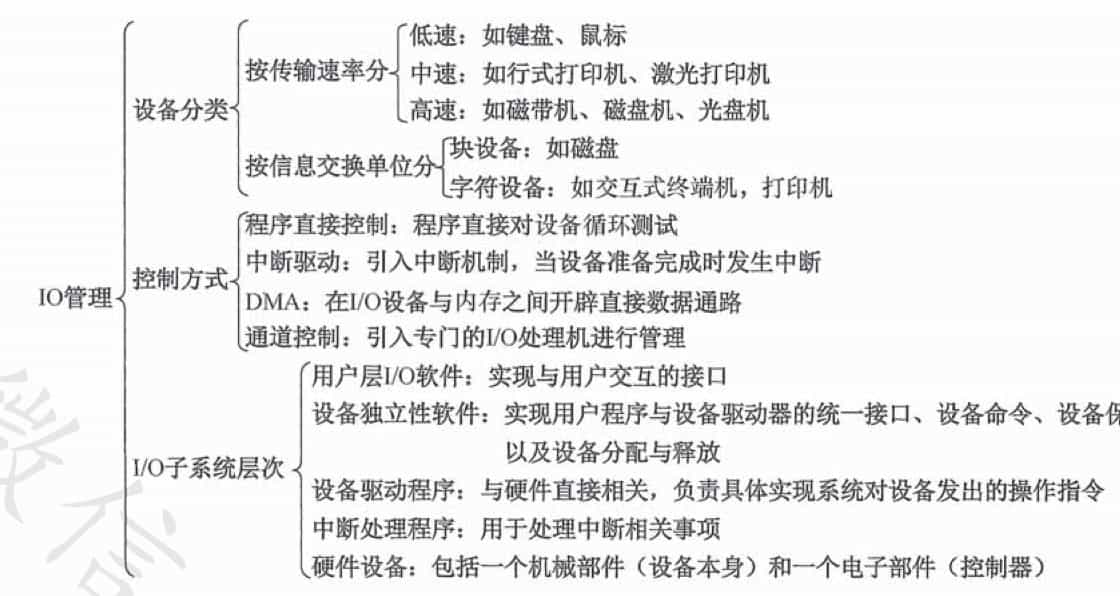 IO管理
设备分类
按传输速率分
低速：如键盘、鼠标
中速：如行式打印机、激光打印机
高速：如磁带机、磁盘机、光盘机
按信息交换单位分
块设备：如磁盘
字符设备：如交互式终端机，打印机
控制方式
程序直接控制：程序直接对设备循环测试
中断驱动：引入中断机制，当设备准备完成时发生中断
DMA：在I/O设备与内存之间开辟直接数据通路
通道控制：引入专门的I/O处理机进行管理
I/O子系统层次
用户层I/O软件：实现与用户交互的接口
设备独立性软件：实现用户程序与设备驱动器的统一接口、设备命令、设备
以及设备分配与释放
设备驱动程序：与硬件直接相关，负责具体实现系统对设备发出的操作指令
中断处理程序：用于处理中断相关事项
硬件设备：包括一个机械部件（设备本身）和一个电子部件（控制器）
微信